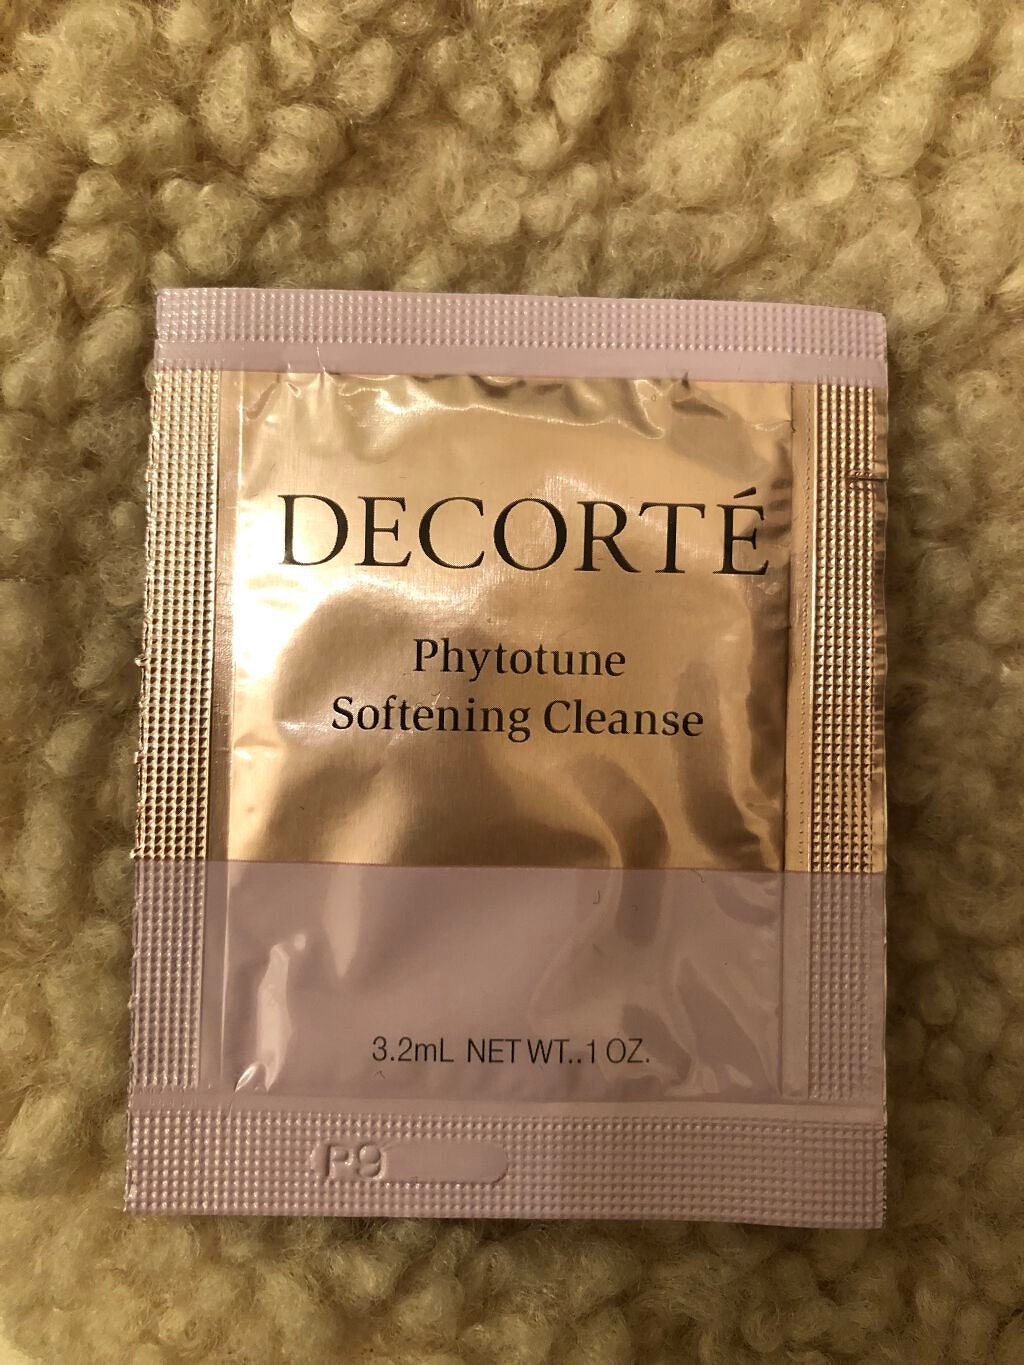 DECORTÉ
Phytotune
Softening Cleanse
3.2mL NET WT..1 OZ.
P9